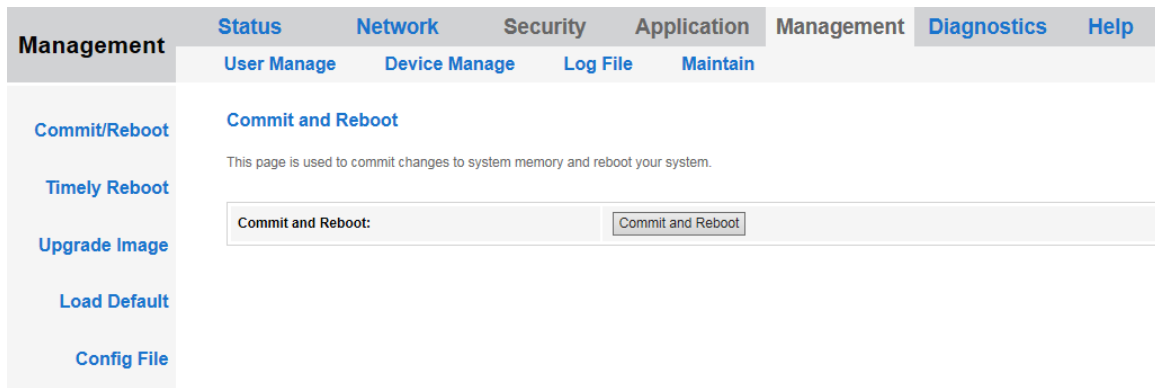 Management
Status Network Security Application Management Diagnostics Help
User Manage Device Manage Log File Maintain
Commit/Reboot
Timely Reboot
Upgrade Image
Load Default
Config File
Commit and Reboot
This page is used to commit changes to system memory and reboot your system.
Commit and Reboot: Commit and Reboot